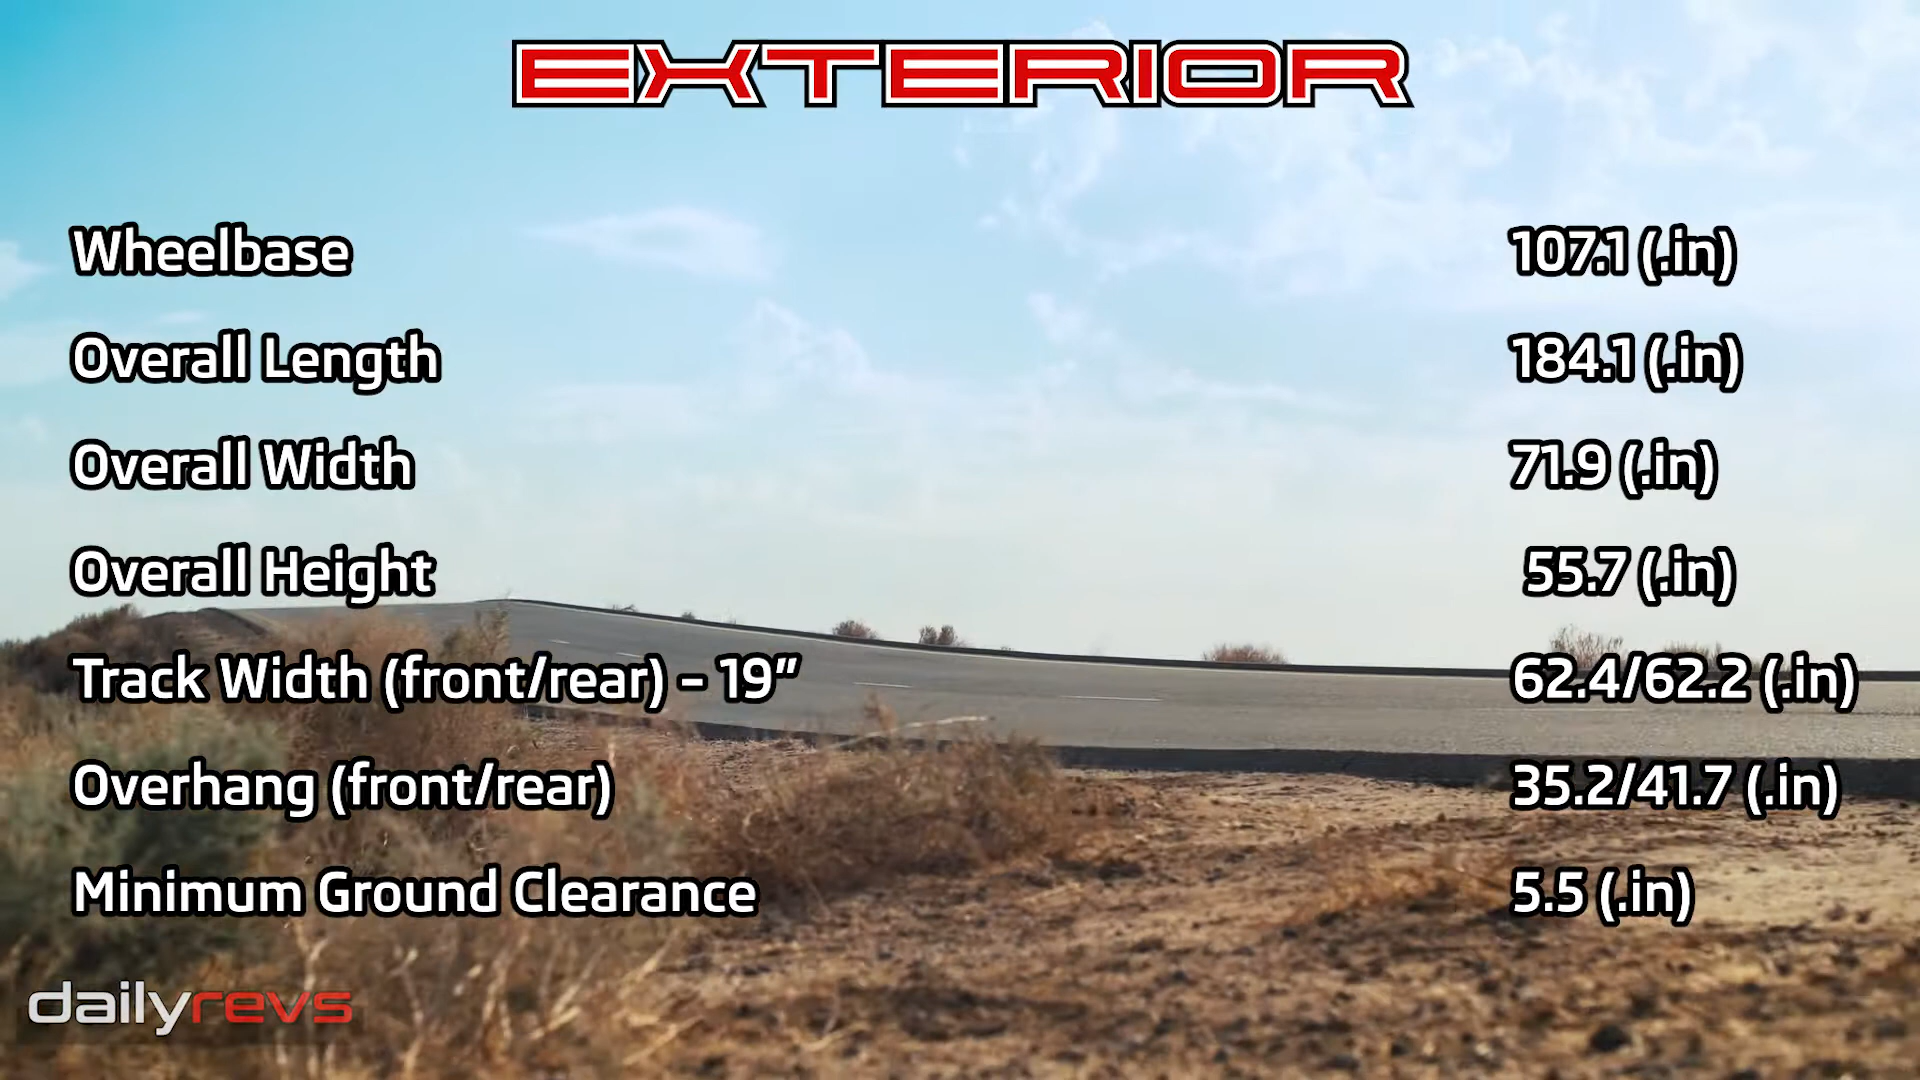 EXTERIOR
Wheelbase 107.1 (.in)
Overall Length 184.1 (.in)
Overall Width 71.9 (.in)
Overall Height 55.7 (.in)
Track Width (front/rear) - 19” 62.4/62.2 (.in)
Overhang (front/rear) 35.2/41.7 (.in)
Minimum Ground Clearance 5.5 (.in)
dailyrevs